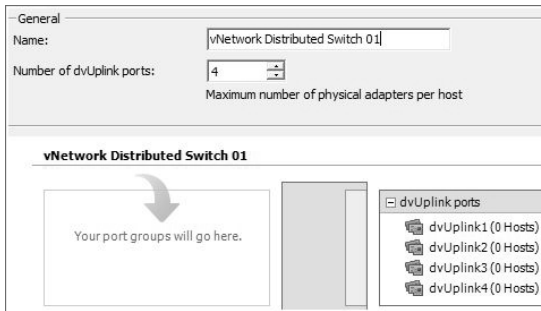 General
Name:
vNetwork Distributed Switch 01
Number of dvUplink ports:
4
Maximum number of physical adapters per host
vNetwork Distributed Switch 01
Your port groups will go here.
dvUplink ports
dvUplink1 (0 Hosts)
dvUplink2 (0 Hosts)
dvUplink3 (0 Hosts)
dvUplink4 (0 Hosts)